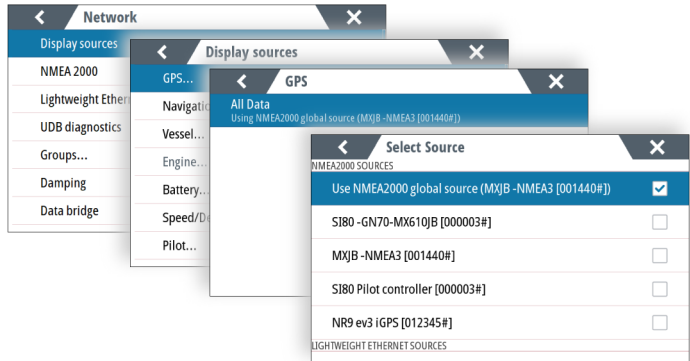 Network
Display sources
NMEA 2000
Lightweight
UDB diagnostics
Groups...
Damping
Data bridge
Display sources
GPS...
Vessel...
Engine...
Battery...
Pilot...
GPS
All Data
Using NMEA2000 global source (MXJB -NMEA3 [001440#])
Select Source
NMEA2000 SOURCES
Use NMEA2000 global source (MXJB -NMEA3 [001440#])
SI80 -GN70-MX610JB [000003#]
MXJB -NMEA3 [001440#]
SI80 Pilot controller [000003#]
NR9 ev3 iGPS [012345#]
LIGHTWEIGHT ETHERNET SOURCES